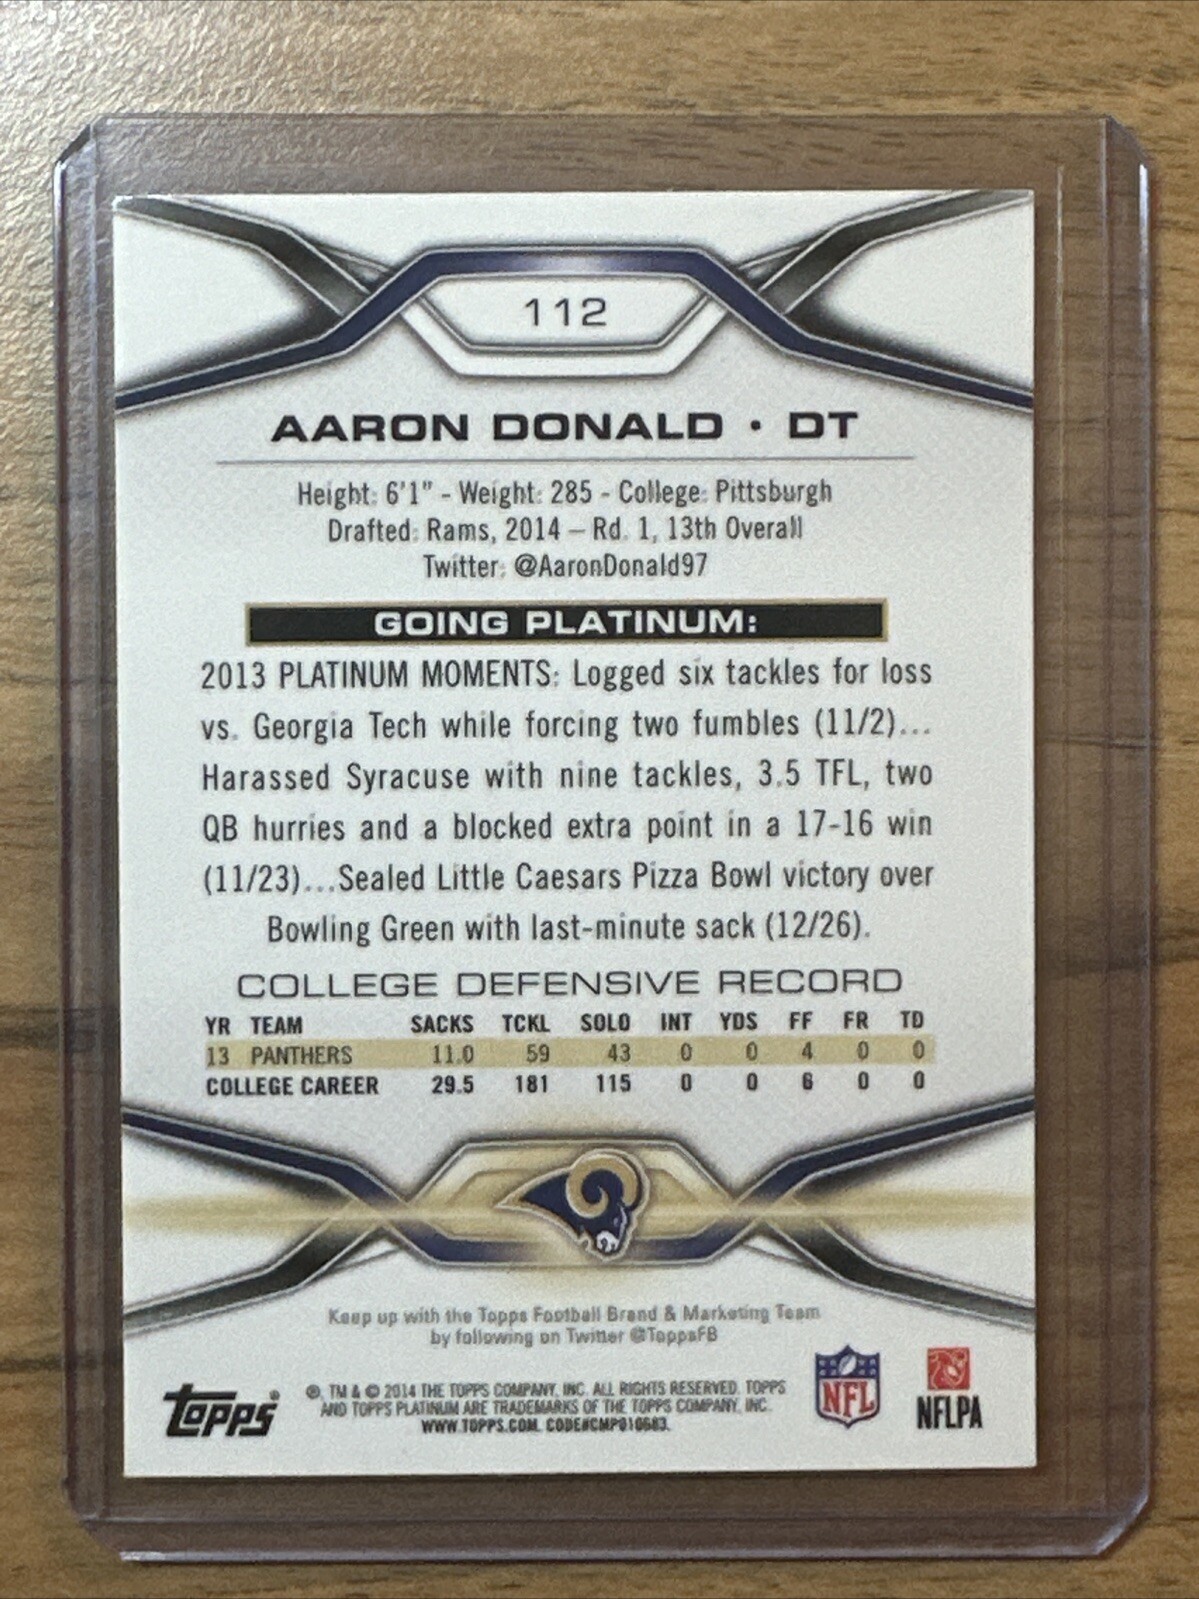 112
AARON DONALD • DT
Height: 6'1" - Weight: 285 - College: Pittsburgh
Drafted: Rams, 2014 – Rd. 1, 13th Overall
Twitter: @AaronDonald97
GOING PLATINUM:
2013 PLATINUM MOMENTS: Logged six tackles for loss
vs. Georgia Tech while forcing two fumbles (11/2)...
Harassed Syracuse with nine tackles, 3.5 TFL, two
QB hurries and a blocked extra point in a 17-16 win
(11/23)...Sealed Little Caesars Pizza Bowl victory over
Bowling Green with last-minute sack (12/26).
COLLEGE DEFENSIVE RECORD
YR TEAM SACKS TCKL SOLO INT YDS FF FR TD
13 PANTHERS 11.0 59 43 0 0 4 0 0
COLLEGE CAREER 29.5 181 115 0 0 6 0 0
Keep up with the Topps Football Brand & Marketing Team
by following on Twitter @ToppsFB
Topps® ®, TM & © 2014 THE TOPPS COMPANY, INC. ALL RIGHTS RESERVED. TOPPS
AND TOPPS PLATINUM ARE TRADEMARKS OF THE TOPPS COMPANY, INC.
WWW.TOPPS.COM. CODE#CMP010683.
NFL
NFLPA